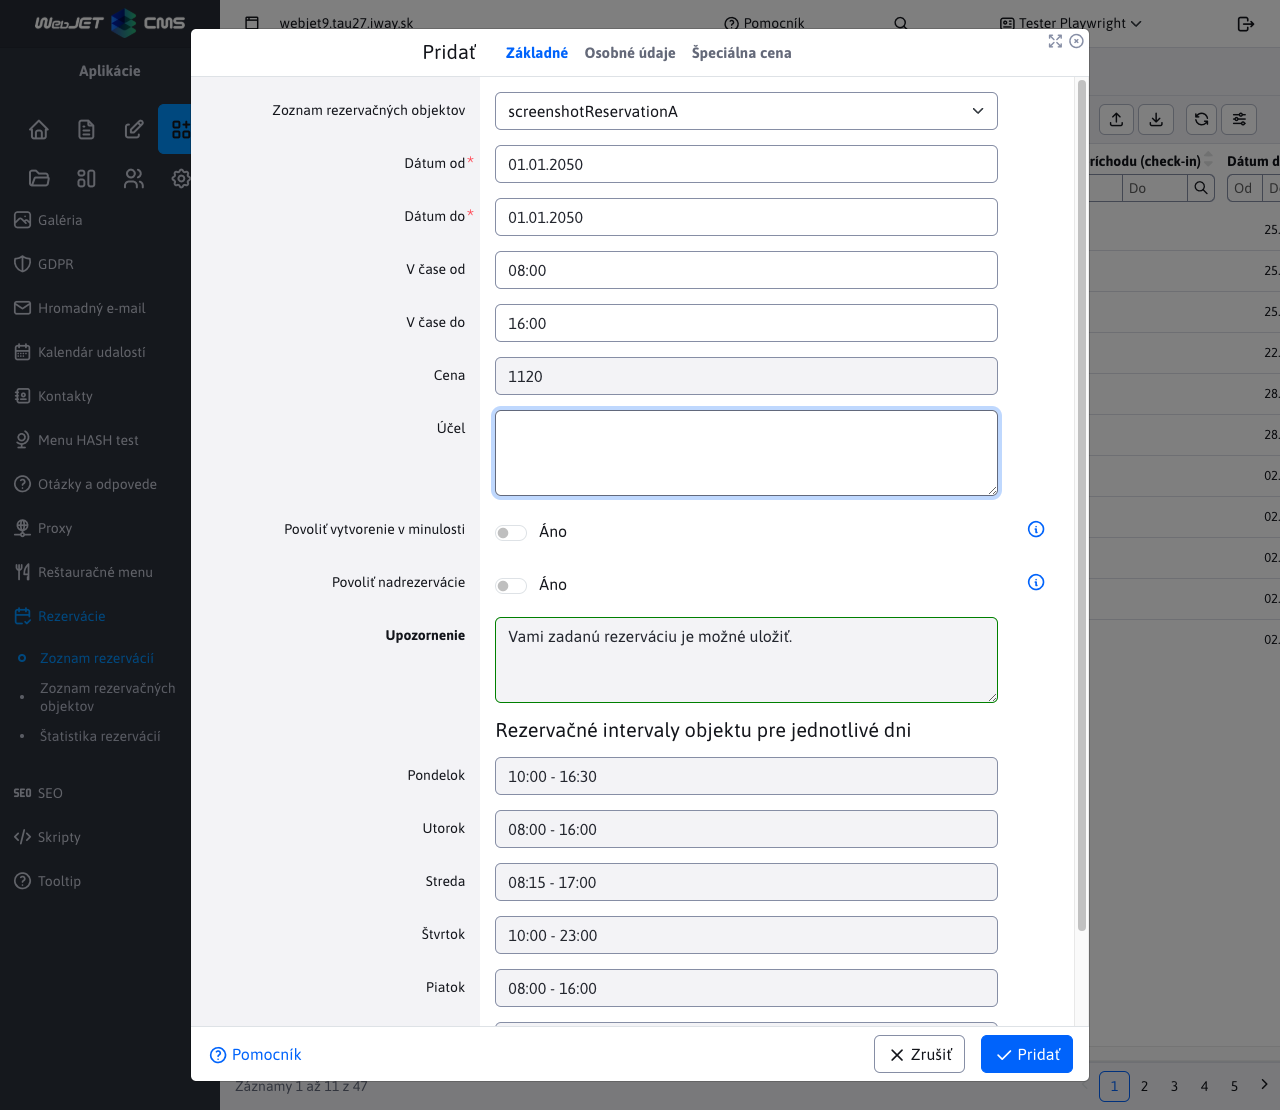 WebJET CMS
webjet9.tau27.iway.sk
Pomocník
Tester Playwright
Aplikácie
Galéria
GDPR
Hromadný e-mail
Kalendár udalostí
Kontakty
Menu HASH test
Otázky a odpovede
Proxy
Reštauračné menu
Rezervácie
Zoznam rezervácií
Zoznam rezervačných
objektov
Štatistika rezervácií
SEO SEO
Skripty
Tooltip
Pridať
Základné
Osobné údaje
Špeciálna cena
Zoznam rezervačných objektov
screenshotReservationA
Dátum od*
01.01.2050
Dátum do*
01.01.2050
V čase od
08:00
V čase do
16:00
Cena
1120
Účel
Povoliť vytvorenie v minulosti
Áno
Povoliť nadrezervácie
Áno
Upozornenie
Vami zadanú rezerváciu je možné uložiť.
Rezervačné intervaly objektu pre jednotlivé dni
Pondelok
10:00 - 16:30
Utorok
08:00 - 16:00
Streda
08:15 - 17:00
Štvrtok
10:00 - 23:00
Piatok
08:00 - 16:00
Pomocník
Zrušiť
Pridať
ríchodu (check-in)
Dátum d
Do
Od
D
25.
25.
25.
22.
28.
28.
02.
02.
02.
02.
02.
Záznamy 1 až 11 z 47
1 2 3 4 5